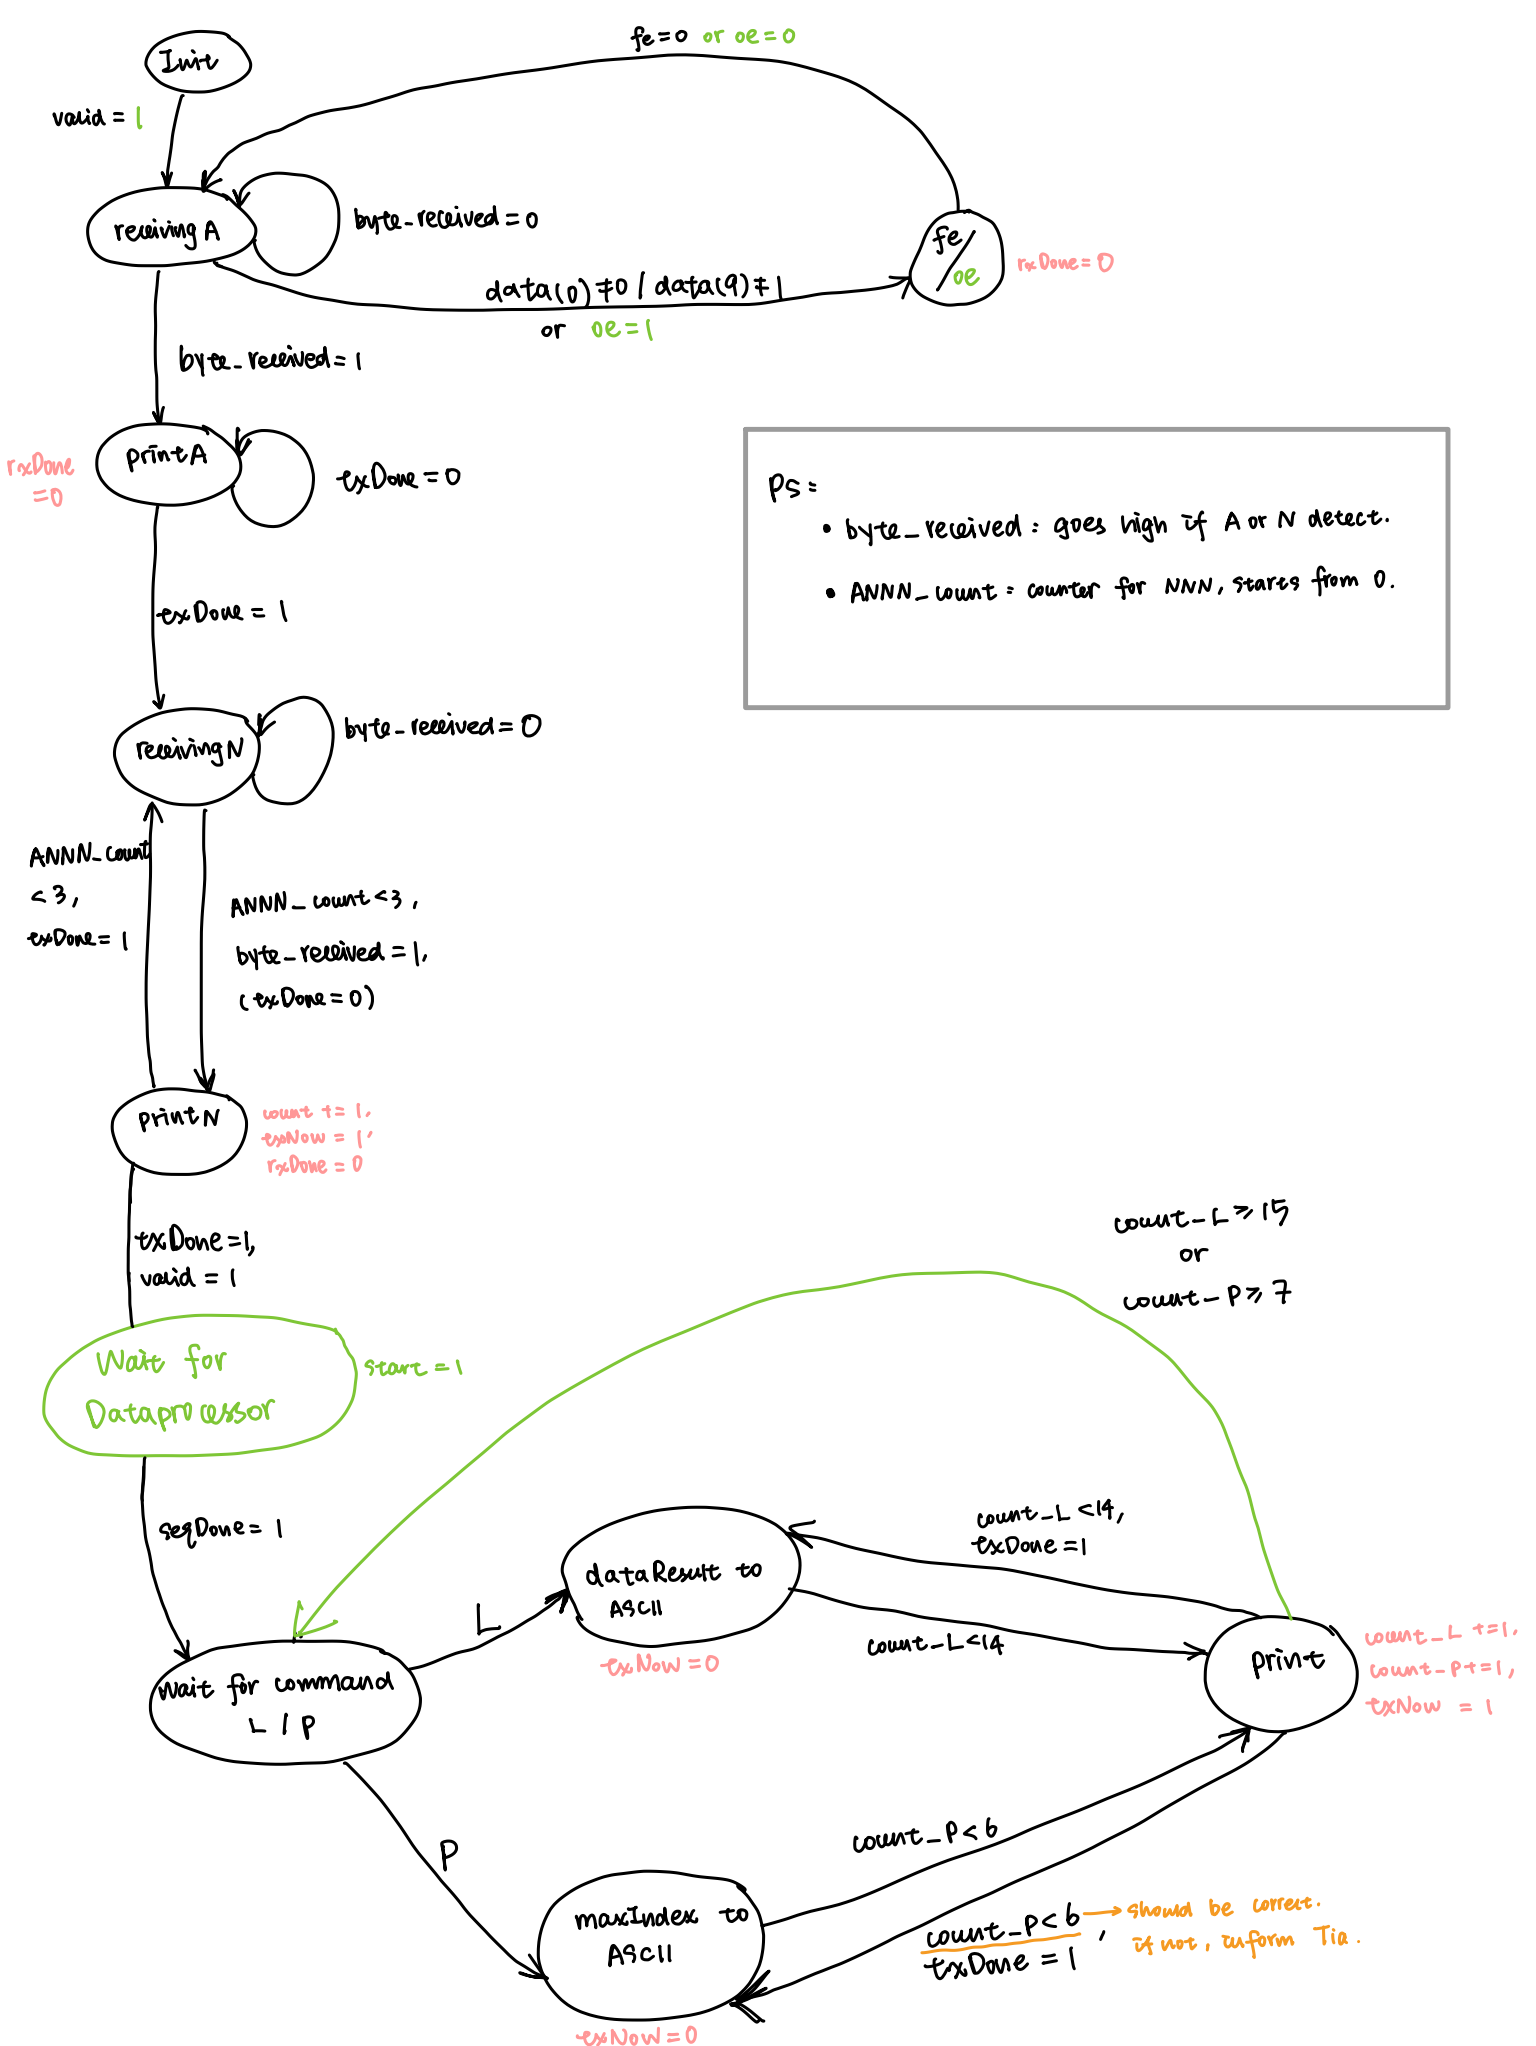 Init
fe=0 or oe=0
valid = 1
receiving A
byte_received=0
fe/oe
rxDone=0
data(0)≠0 / data(9)≠1
or oe=1
byte_received=1
printA
rxDone
=0
txDone=0
PS:
• byte_received: goes high if A or N detect.
• ANNN_count: counter for NNN, starts from 0.
txDone = 1
receivingN
byte_received=0
ANNN_count
<3,
txDone=1
ANNN_count<3,
byte_received=1,
(txDone=0)
printN
count +=1,
txNow = 1,
rxDone = 0
txDone=1,
valid = 1
count_L≥15
or
count_P≥7
Wait for
Dataprocessor
start=1
seqDone=1
count_L<14,
txDone=1
dataResult to
ASCII
txNow=0
L
count_L<14
print
count_L +=1,
count_P+=1,
txNow = 1
wait for command
L / P
P
count_P<6
maxIndex to
ASCII
txNow=0
count_P<6 ,
txDone = 1
should be correct.
if not, inform Tia.